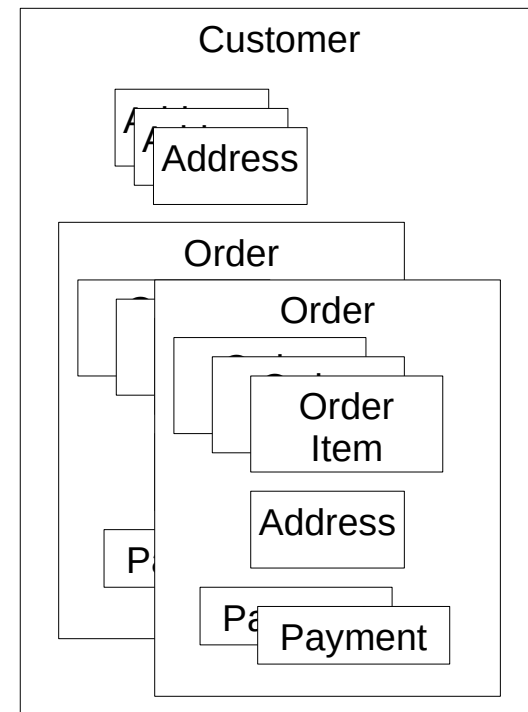 Customer
Address
Order
Order
Order
Item
Address
Payment